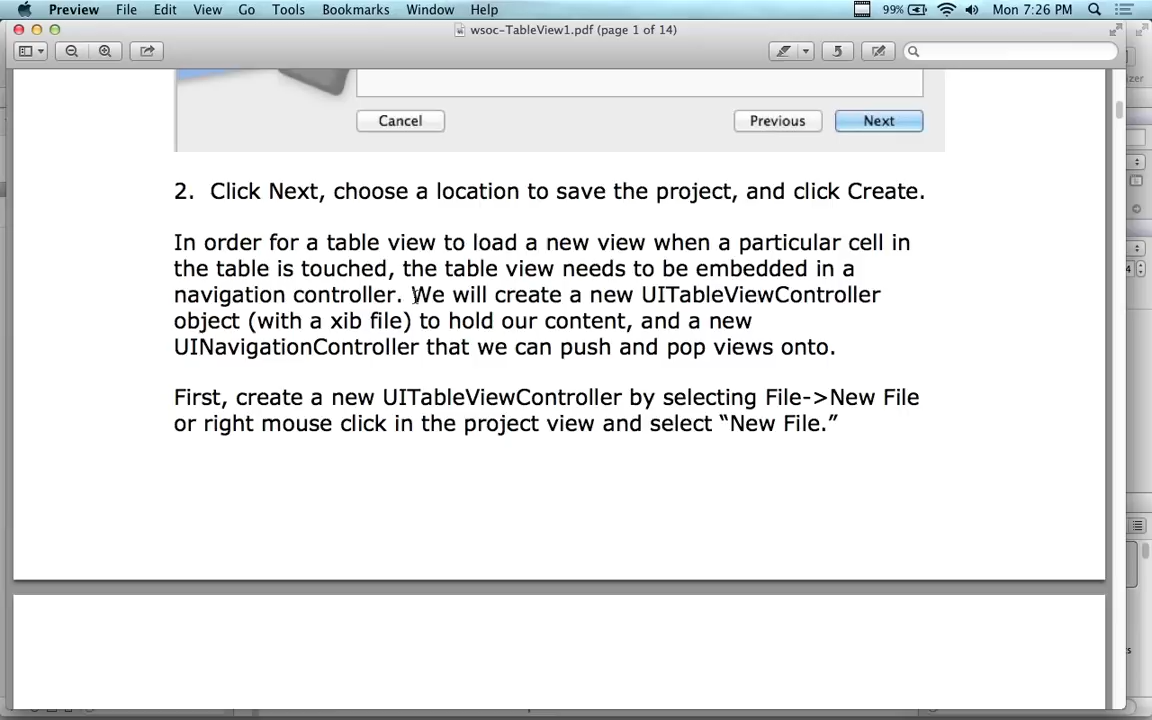 Preview File Edit View Go Tools Bookmarks Window Help 99% Mon 7:26 PM
wsoc-TableView1.pdf (page 1 of 14)
Cancel Previous Next
2. Click Next, choose a location to save the project, and click Create.
In order for a table view to load a new view when a particular cell in
the table is touched, the table view needs to be embedded in a
navigation controller. We will create a new UITableViewController
object (with a xib file) to hold our content, and a new
UINavigationController that we can push and pop views onto.
First, create a new UITableViewController by selecting File->New File
or right mouse click in the project view and select “New File.”